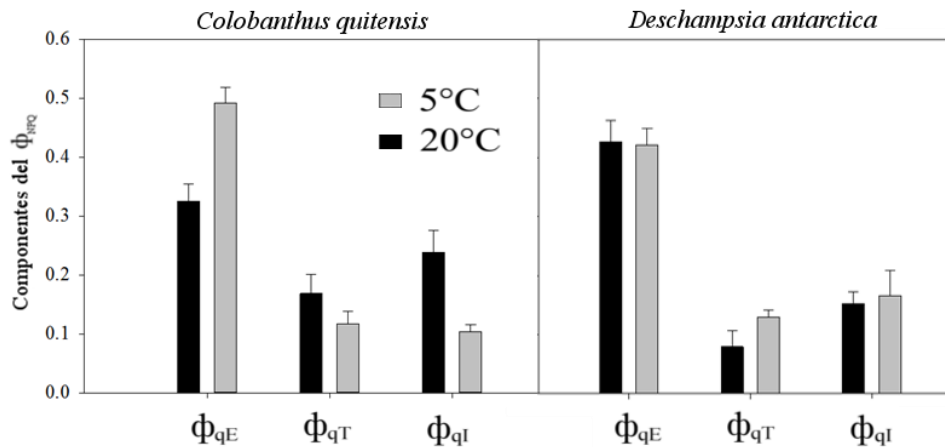 Colobanthus quitensis
Deschampsia antarctica
Componentes del ϕNPQ
0.6
0.5
0.4
0.3
0.2
0.1
0.0
5°C
20°C
ϕqE
ϕqT
ϕqI
ϕqE
ϕqT
ϕqI